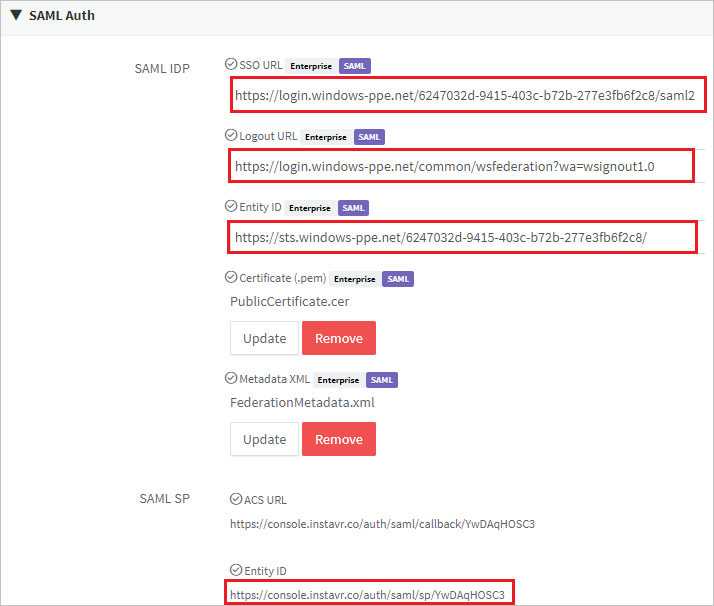 ▼ SAML Auth
SAML IDP
SSO URL Enterprise SAML
https://login.windows-ppe.net/6247032d-9415-403c-b72b-277e3fb6f2c8/saml2
Logout URL Enterprise SAML
https://login.windows-ppe.net/common/wsfederation?wa=wsignout1.0
Entity ID Enterprise SAML
https://sts.windows-ppe.net/6247032d-9415-403c-b72b-277e3fb6f2c8/
Certificate (.pem) Enterprise SAML
PublicCertificate.cer
Update Remove
Metadata XML Enterprise SAML
FederationMetadata.xml
Update Remove
SAML SP
ACS URL
https://console.instavr.co/auth/saml/callback/YwDAqHOSC3
Entity ID
https://console.instavr.co/auth/saml/sp/YwDAqHOSC3